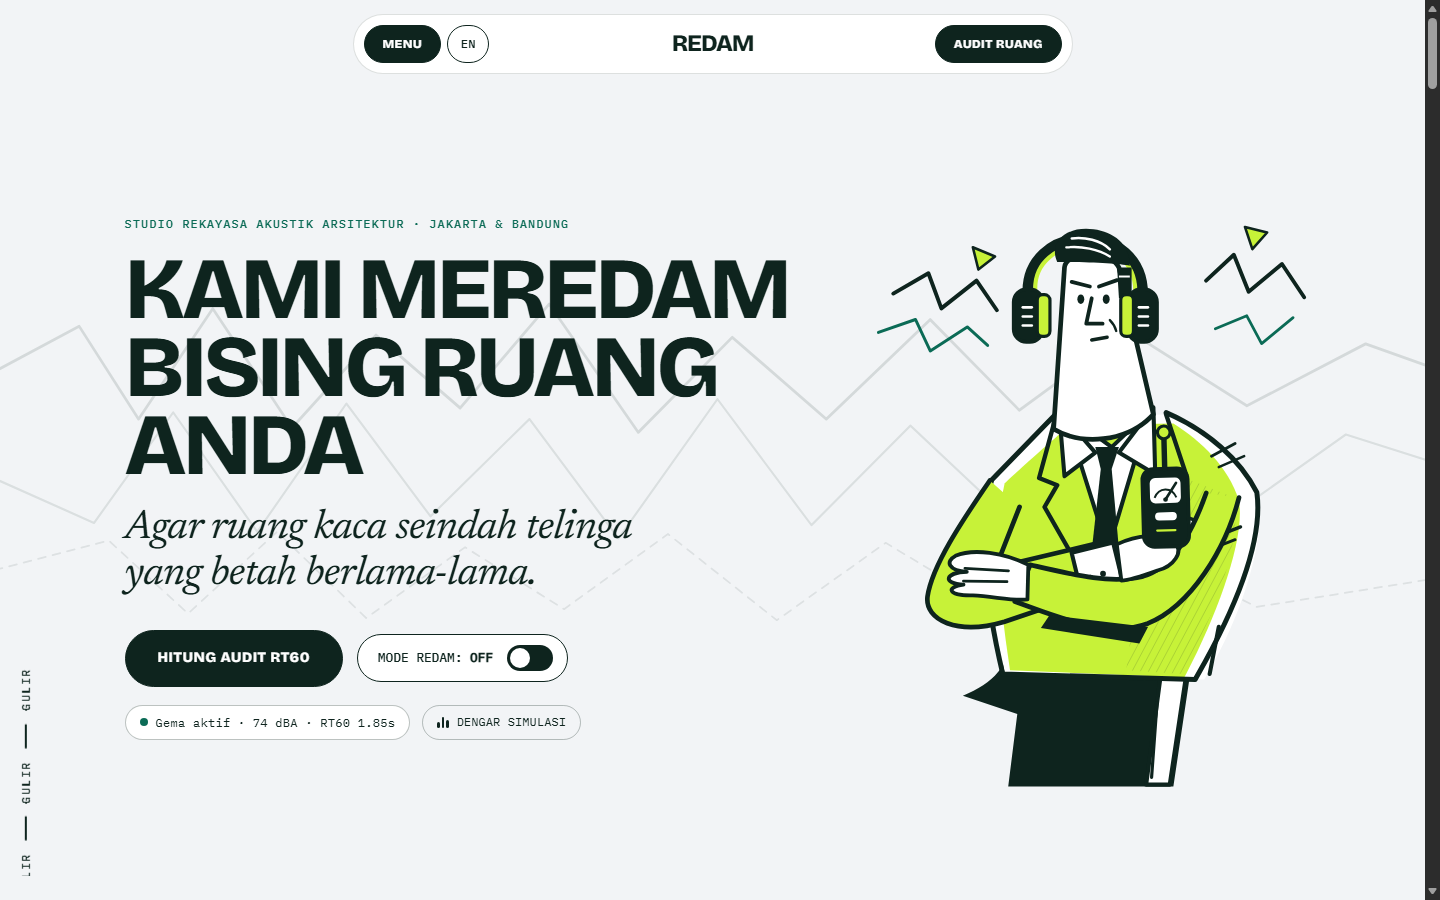 MENU
EN
REDAM
AUDIT RUANG
STUDIO REKAYASA AKUSTIK ARSITEKTUR · JAKARTA & BANDUNG
KAMI MEREDAM
BISING RUANG
ANDA
Agar ruang kaca seindah telinga
yang betah berlama-lama.
HITUNG AUDIT RT60
MODE REDAM: OFF
Gema aktif · 74 dBA · RT60 1.85s
DENGAR SIMULASI
GULIR
GULIR
LIR